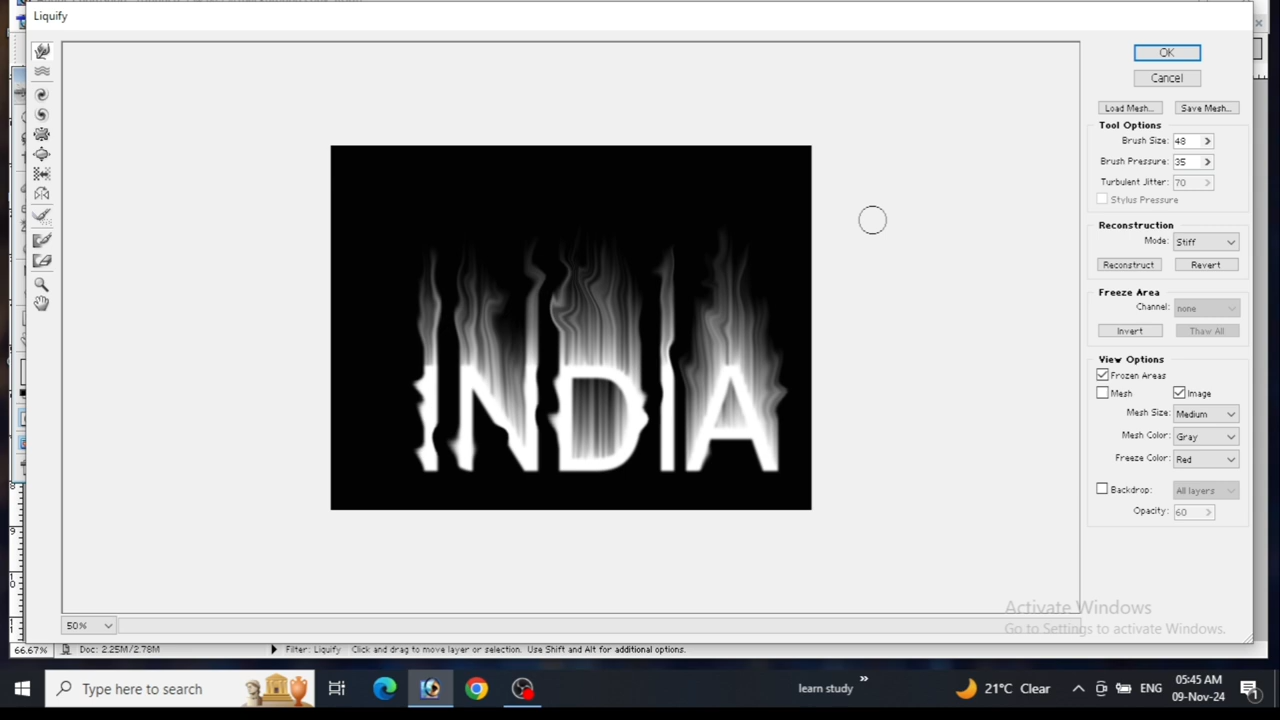 Liquify
OK
Cancel
Load Mesh... Save Mesh...
Tool Options
Brush Size: 48
Brush Pressure: 35
Turbulent Jitter: 70
Stylus Pressure
Reconstruction
Mode: Stiff
Reconstruct Revert
Freeze Area
Channel: none
Invert Thaw All
View Options
Frozen Areas
Mesh Image
Mesh Size: Medium
Mesh Color: Gray
Freeze Color: Red
Backdrop: All layers
Opacity: 60
INDIA
Activate Windows
Go to Settings to activate Windows.
50%
66.67% Doc: 2.25M/2.78M Filter: Liquify Click and drag to move layer or selection. Use Shift and Alt for additional options.
Type here to search
learn study
21°C Clear
ENG
05:45 AM
09-Nov-24
1